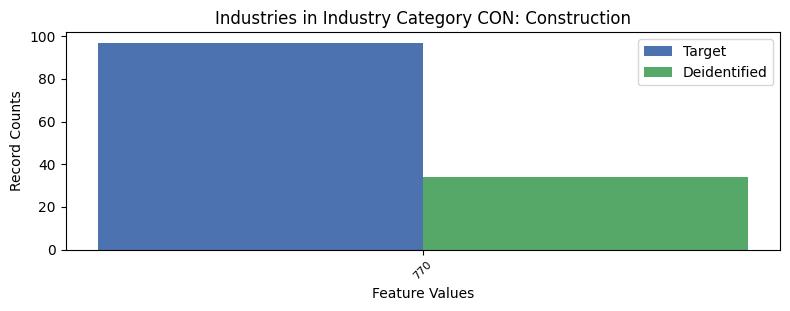 Industries in Industry Category CON: Construction
100
80
60
40
20
0
Record Counts
Target
Deidentified
770
Feature Values